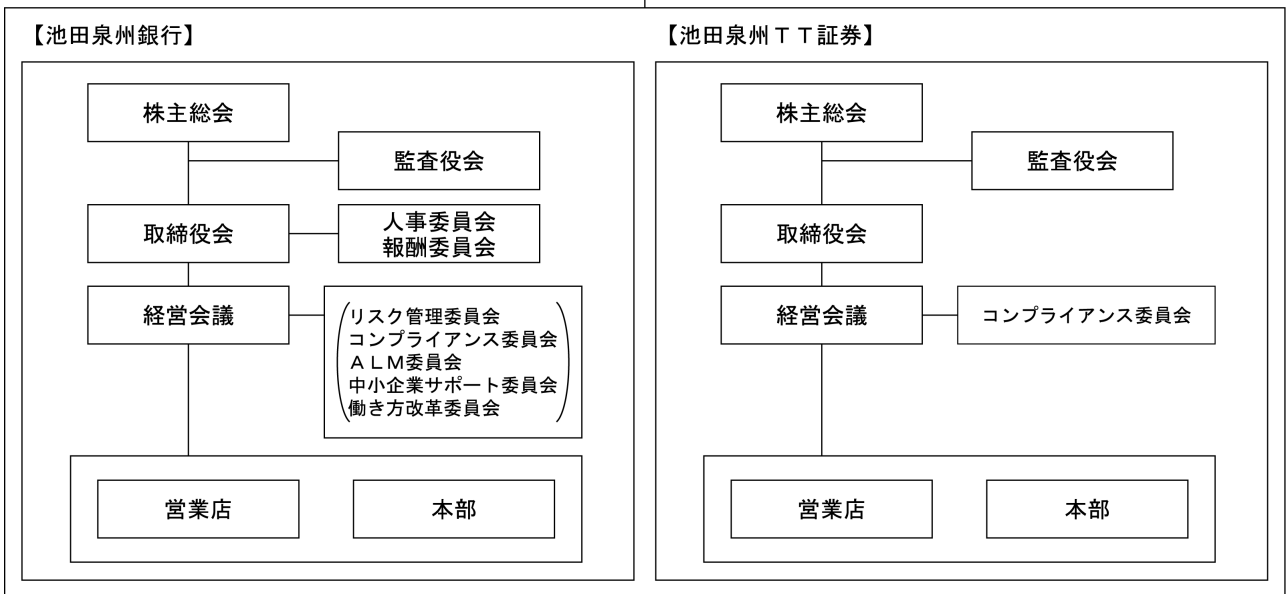 【池田泉州銀行】
株主総会
監査役会
取締役会
人事委員会
報酬委員会
経営会議
リスク管理委員会
コンプライアンス委員会
ＡＬＭ委員会
中小企業サポート委員会
働き方改革委員会
営業店
本部
【池田泉州ＴＴ証券】
株主総会
監査役会
取締役会
経営会議
コンプライアンス委員会
営業店
本部